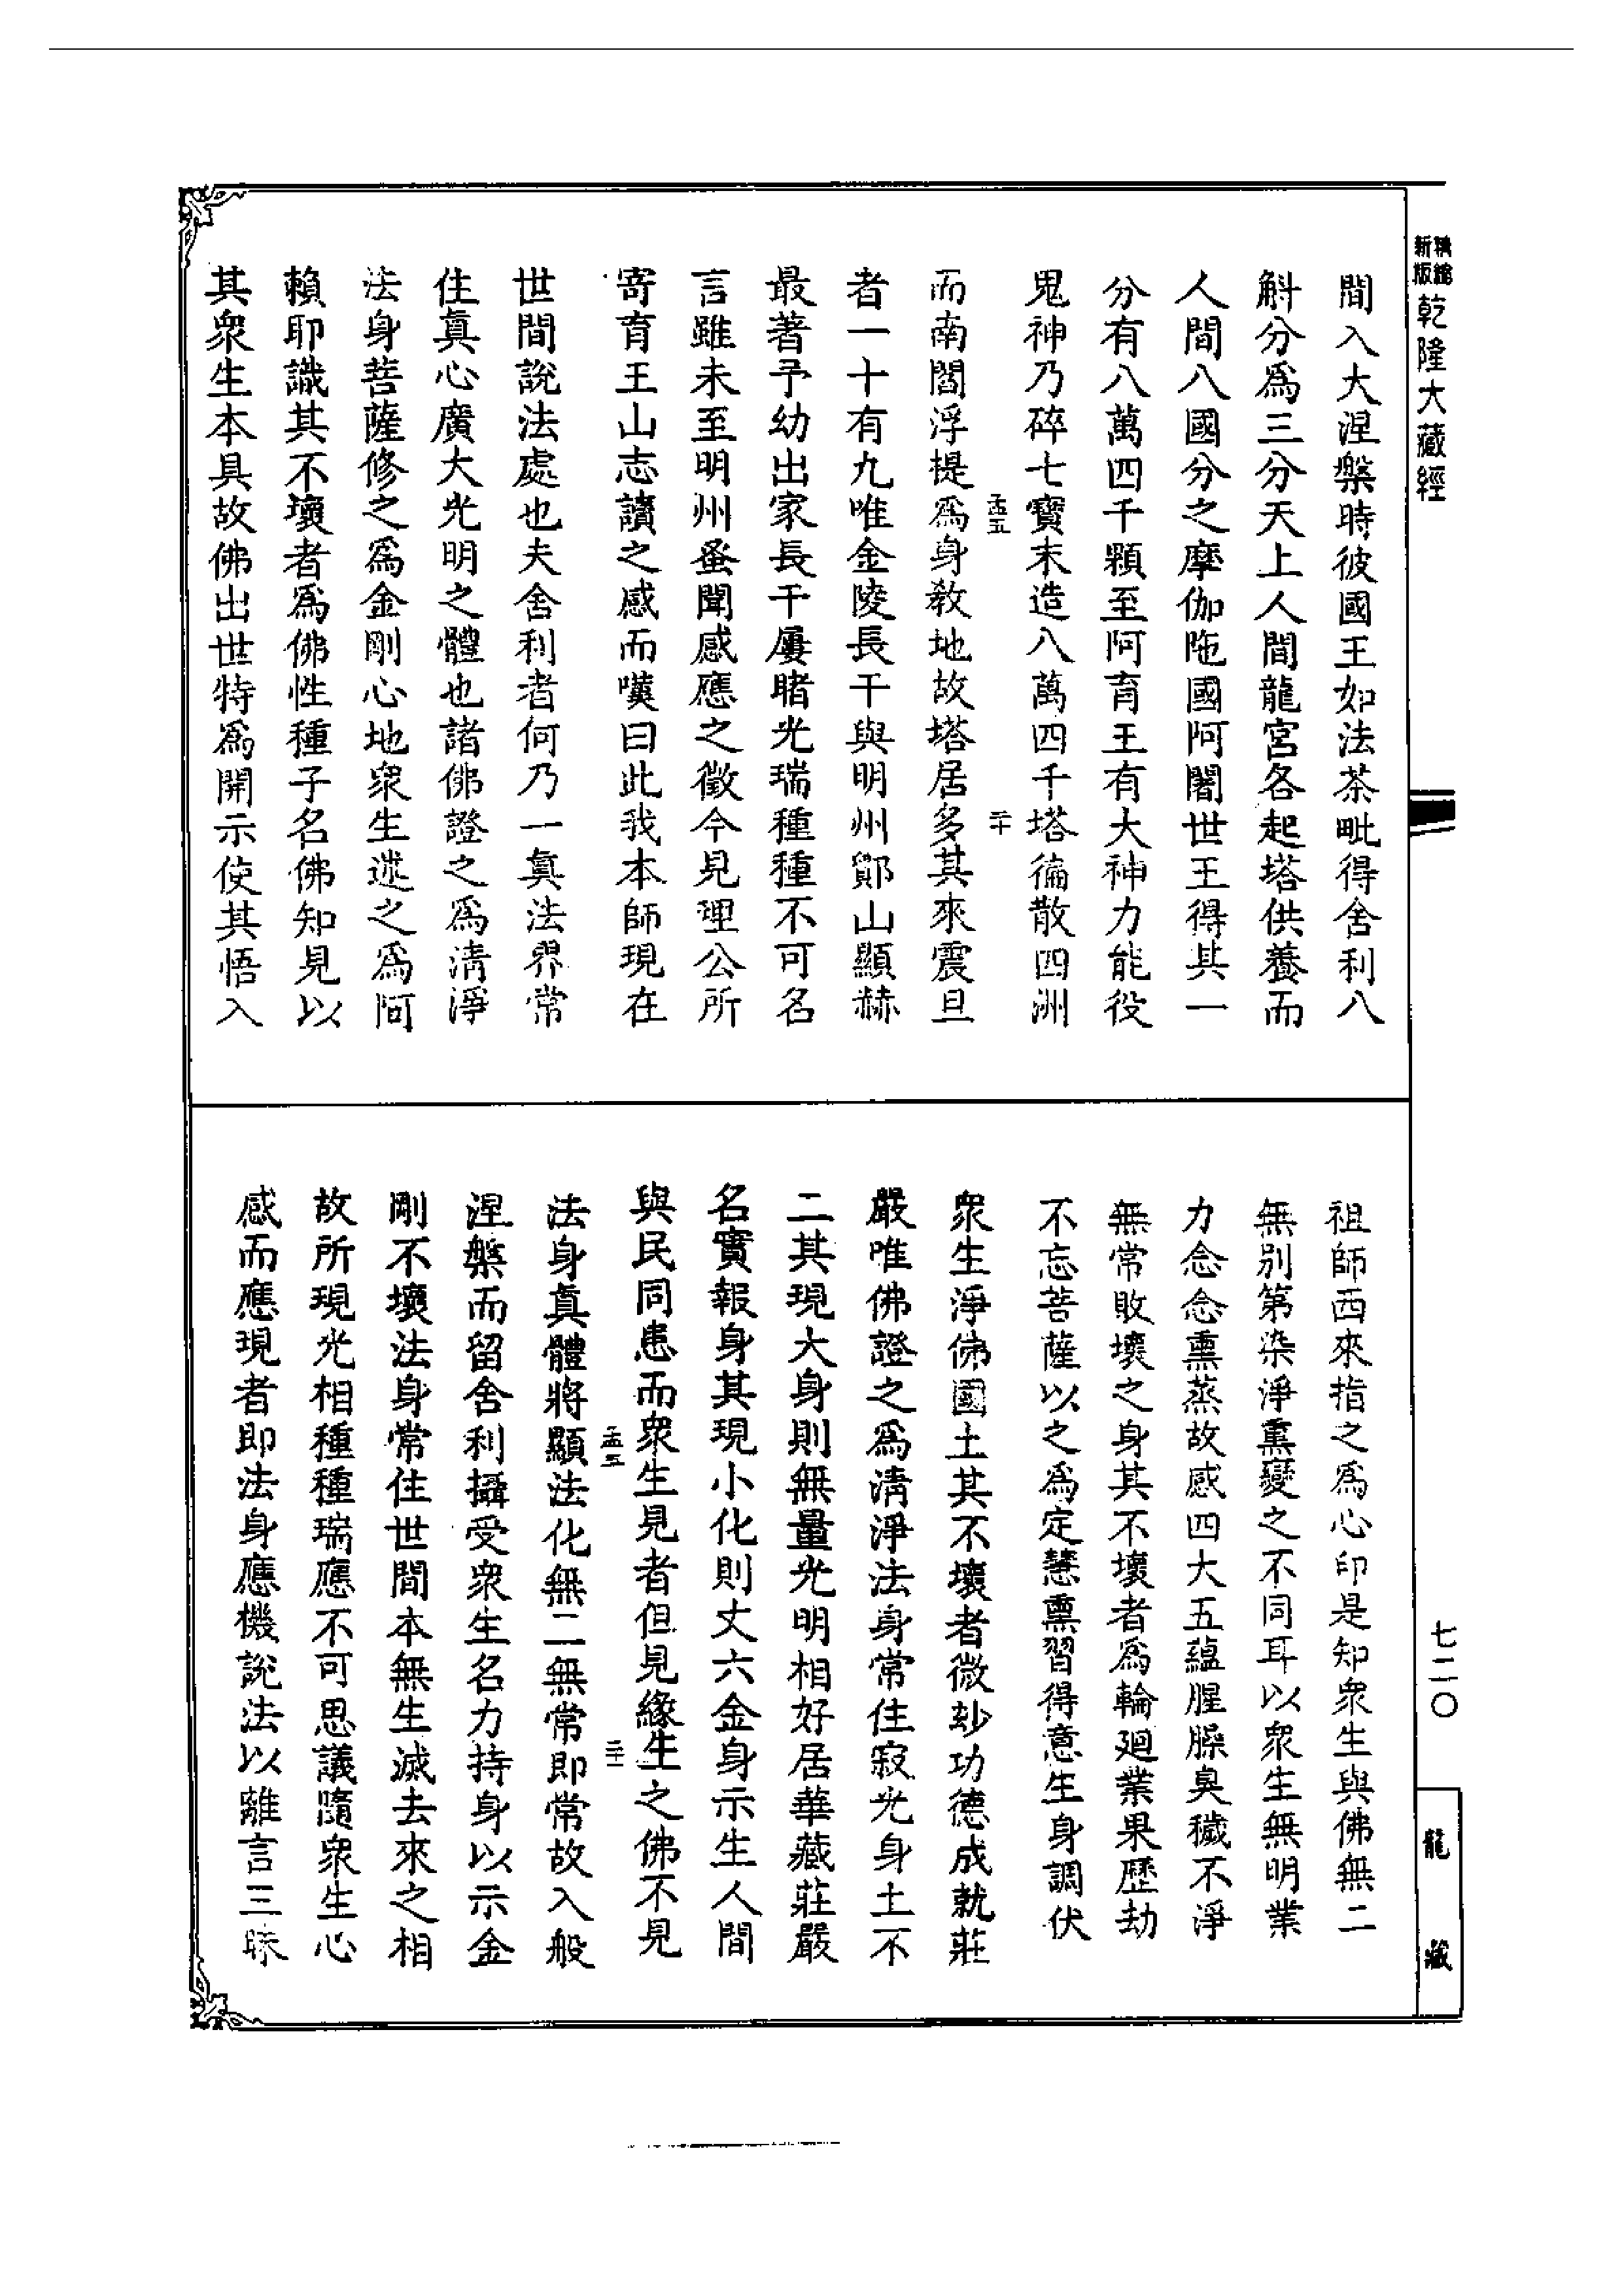 精繪新版
乾隆大藏經
間入大涅槃時彼國王如法茶毗得舍利八
斛分爲三分天上人間龍宮各起塔供養而
人間八國分之摩伽陁國阿闍世王得其一
分有八萬四千顆至阿育王有大神力能役
鬼神乃碎七寶末造八萬四千塔徧散四洲
孟五
二十
而南閻浮提爲身教地故塔居多其來震旦
者一十有九唯金陵長干與明州鄮山顯赫
最著予幼出家長干屢睹光瑞種種不可名
言雖未至明州蚤聞感應之徵今見理公所
寄育王山志讀之感而嘆曰此我本師現在
世間說法處也夫舍利者何乃一眞法界常
住眞心廣大光明之體也諸佛證之爲清淨
法身菩薩修之爲金剛心地衆生迷之爲阿
賴耶識其不壞者爲佛性種子名佛知見以
其衆生本具故佛出世特爲開示使其悟入
祖師西來指之爲心印是知衆生與佛無二
無別第染淨熏變之不同耳以衆生無明業
力念念熏蒸故感四大五蘊腥臊臭穢不淨
無常敗壞之身其不壞者爲輪廻業果歷劫
不忘菩薩以之爲定慧熏習得意生身調伏
衆生淨佛國土其不壞者微玅功德成就莊
嚴唯佛證之爲清淨法身常住寂光身土不
二其現大身則無量光明相好居華藏莊嚴
名實報身其現小化則丈六金身示生人間
與民同患而衆生見者但見緣生之佛不見
孟五
二十一
法身眞體將顯法化無二無常即常故入般
涅槃而留舍利攝受衆生名力持身以示金
剛不壞法身常住世間本無生滅去來之相
故所現光相種種瑞應不可思議隨衆生心
感而應現者即法身應機說法以離言三昧
七二〇
龍藏